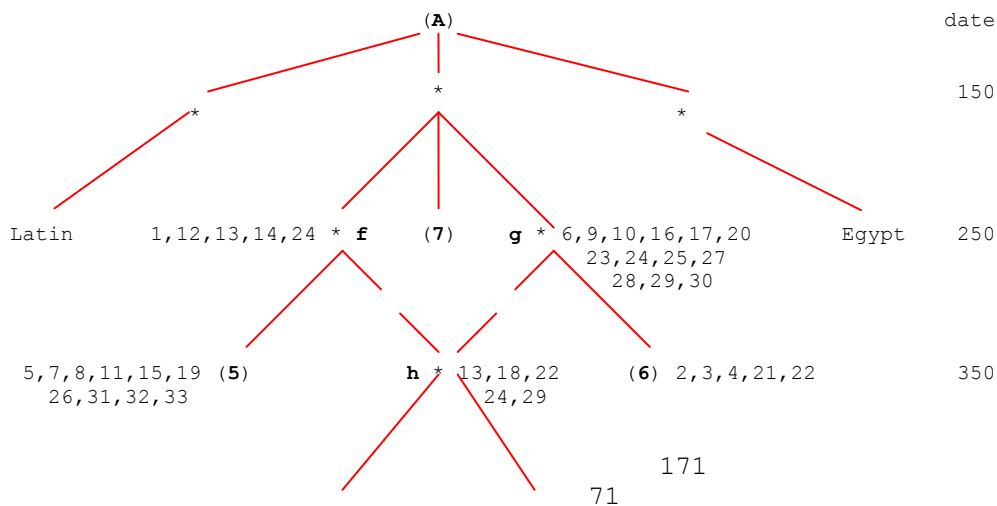 (A) date
* 150
* *
Latin 1,12,13,14,24 * f (7) g * 6,9,10,16,17,20 Egypt 250
23,24,25,27
28,29,30
5,7,8,11,15,19 (5) h * 13,18,22 (6) 2,3,4,21,22 350
26,31,32,33 24,29
171
71